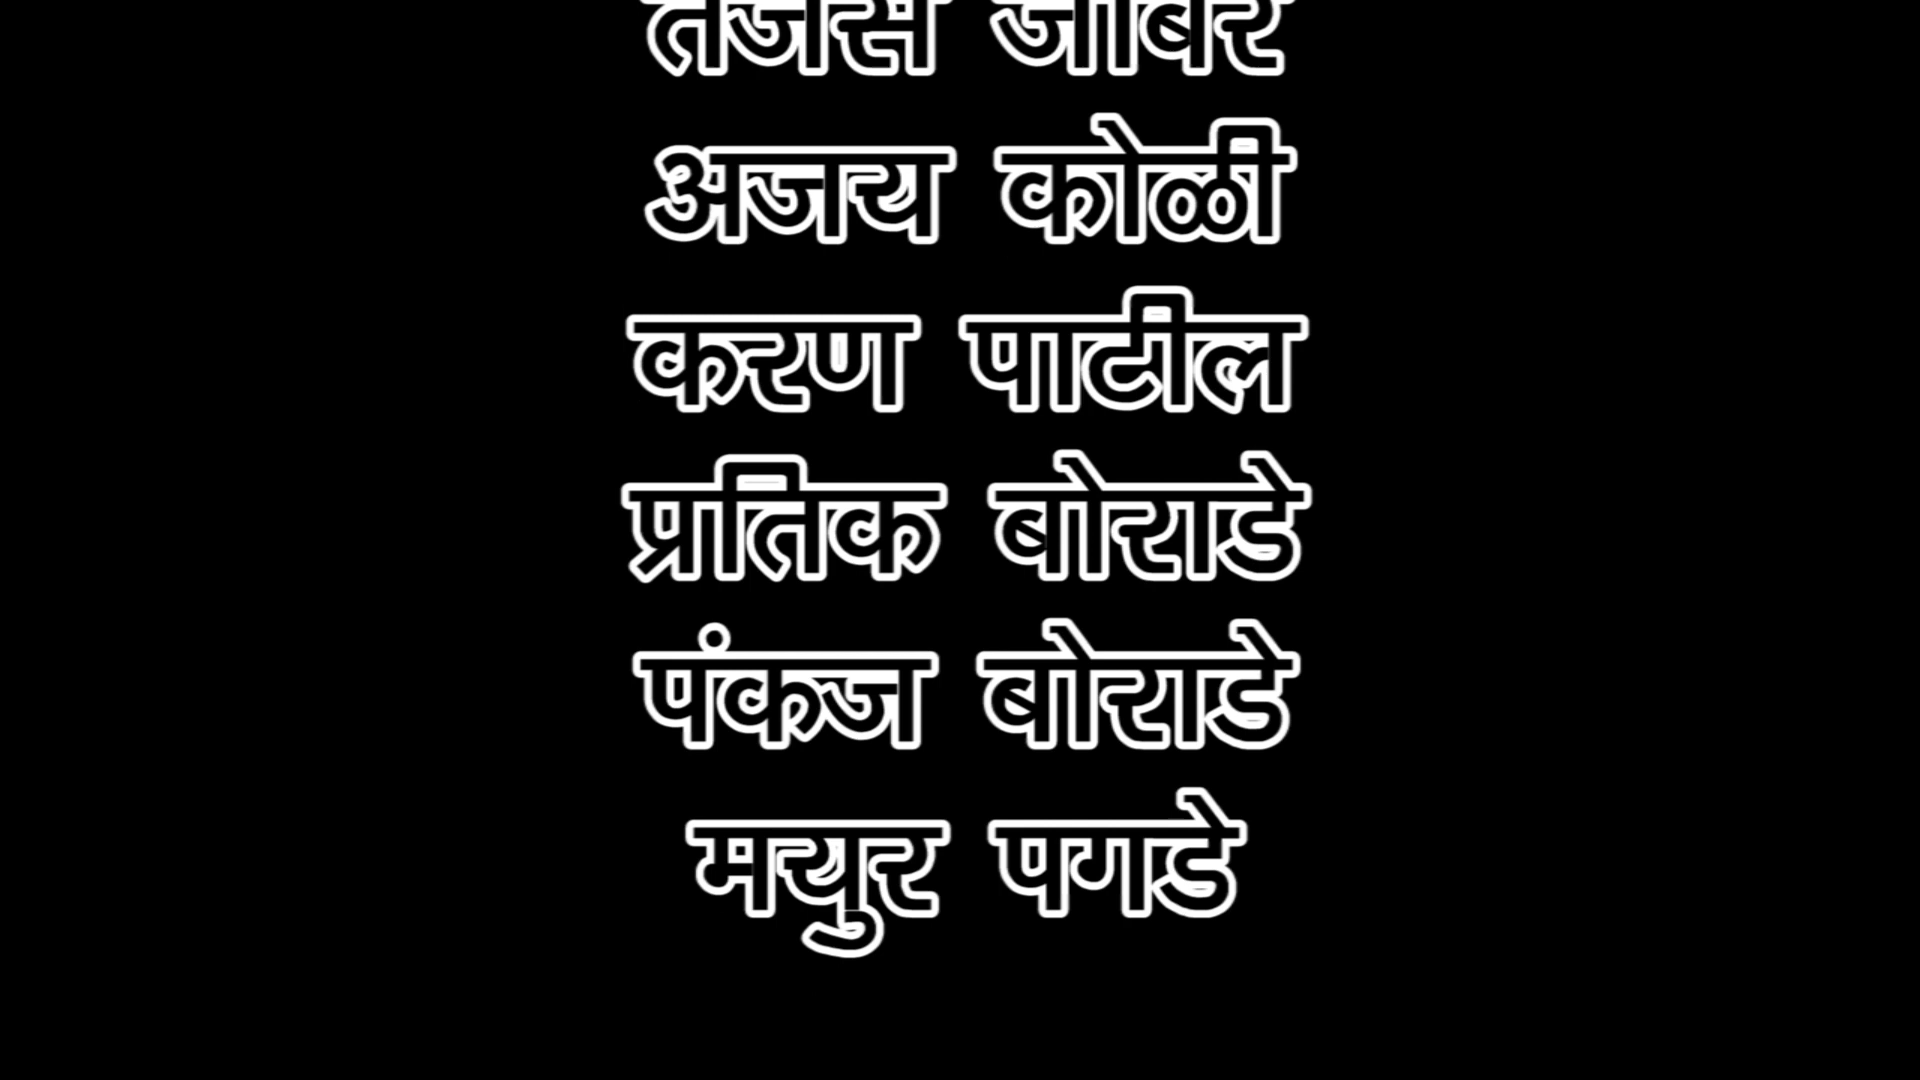 अजय कोळी
करण पाटील
प्रतिक बोराडे
पंकज बोराडे
मयुर पगडे